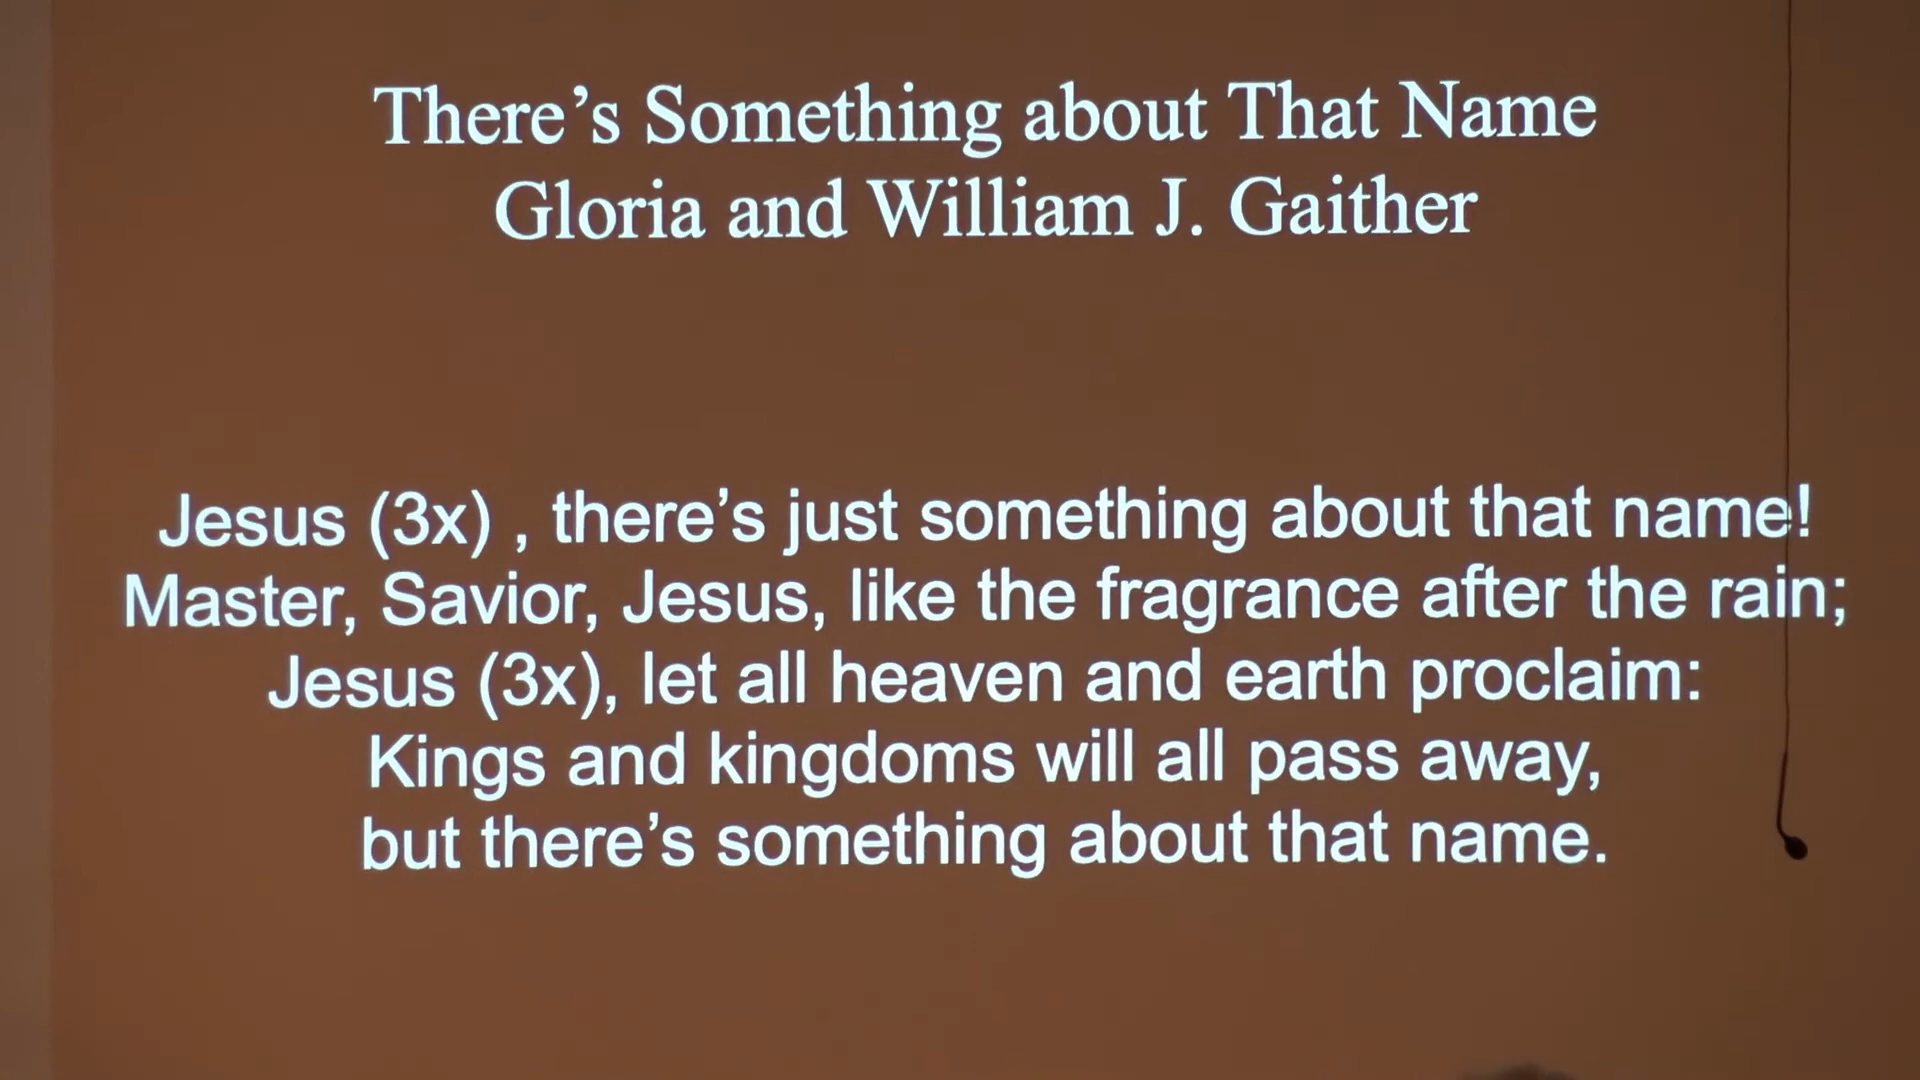 There’s Something about That Name
Gloria and William J. Gaither
Jesus (3x) , there’s just something about that name!
Master, Savior, Jesus, like the fragrance after the rain;
Jesus (3x), let all heaven and earth proclaim:
Kings and kingdoms will all pass away,
but there’s something about that name.